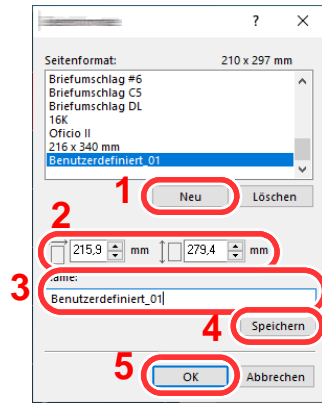 ?
Seitenformat: 210 x 297 mm
Briefumschlag #6
Briefumschlag C5
Briefumschlag DL
16K
Oficio II
216 x 340 mm
Benutzerdefiniert_01
1 Neu Löschen
2
215,9 mm 279,4 mm
3
Benutzerdefiniert_01
4 Speichern
5 OK Abbrechen